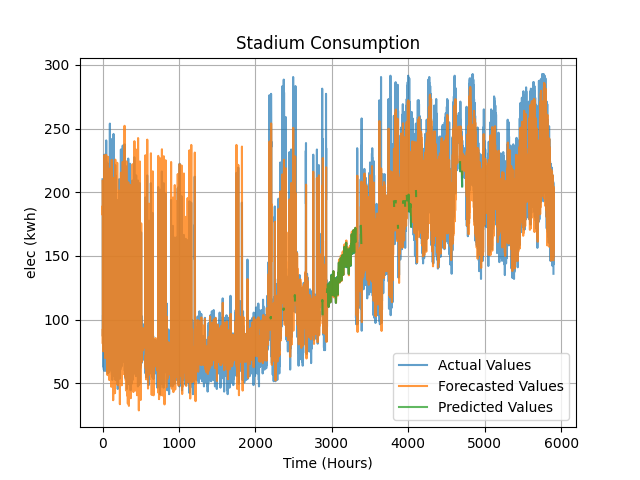 Stadium Consumption
300
250
200
150
100
50
elec (kwh)
0
1000
2000
3000
4000
5000
6000
Time (Hours)
Actual Values
Forecasted Values
Predicted Values